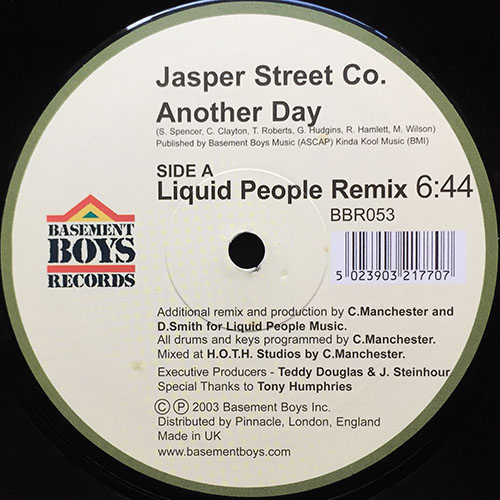 Jasper Street Co.
Another Day
(S. Spencer, C. Clayton, T. Roberts, G. Hudgins, R. Hamlett, M. Wilson)
Published by Basement Boys Music (ASCAP) Kinda Kool Music (BMI)
SIDE A
Liquid People Remix 6:44
BBR053
5 023903 217707
BASEMENT
BOYS
RECORDS
Additional remix and production by C.Manchester and
D.Smith for Liquid People Music.
All drums and keys programmed by C.Manchester.
Mixed at H.O.T.H. Studios by C.Manchester.
Executive Producers - Teddy Douglas & J. Steinhour
Special Thanks to Tony Humphries
© ℗ 2003 Basement Boys Inc.
Distributed by Pinnacle, London, England
Made in UK
www.basementboys.com